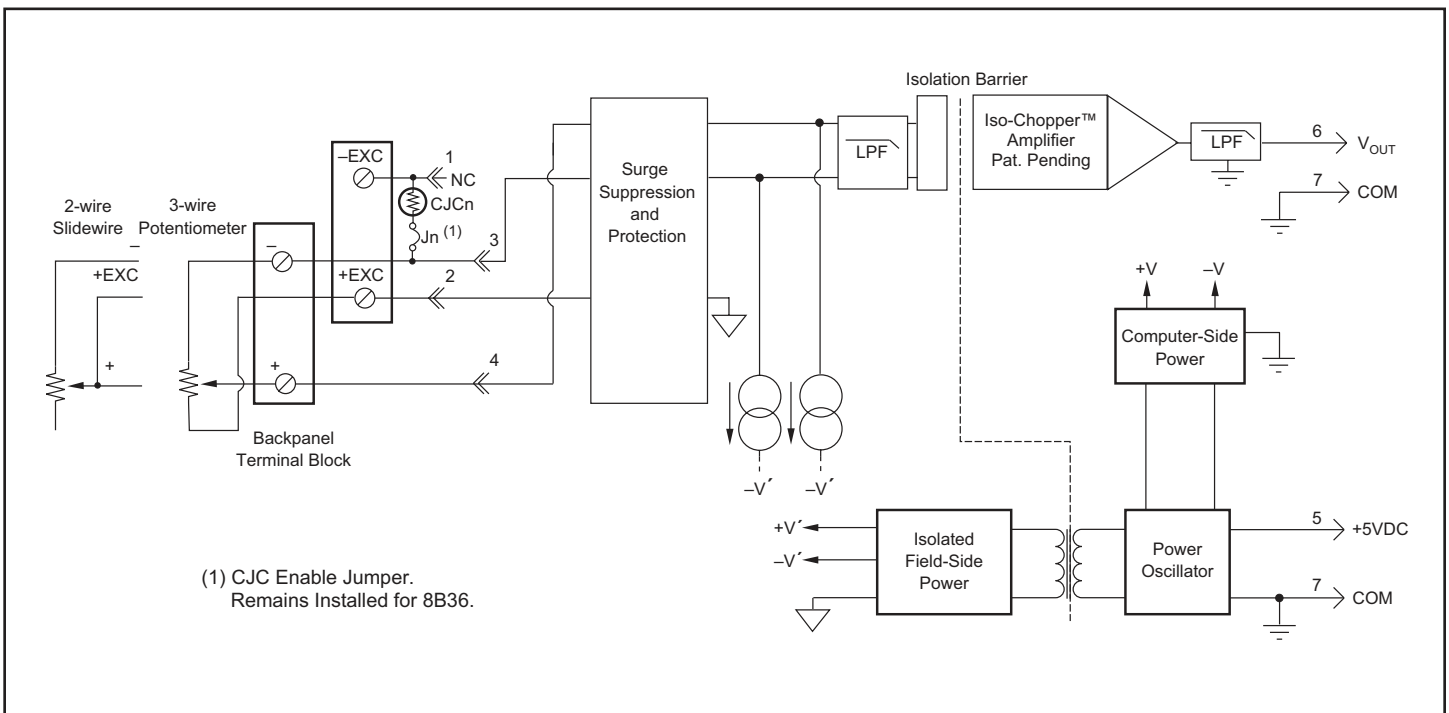 Isolation Barrier
Iso-Chopper™
Amplifier
Pat. Pending
LPF
LPF
6
V_OUT
7
COM
–EXC
1
NC
CJCn
Jn (1)
3
2-wire
Slidewire
3-wire
Potentiometer
–
+EXC
–
+EXC
2
+
+
4
Backpanel
Terminal Block
Surge
Suppression
and
Protection
–V´
–V´
+V
–V
Computer-Side
Power
+V´
–V´
Isolated
Field-Side
Power
Power
Oscillator
5
+5VDC
7
COM
(1) CJC Enable Jumper.
Remains Installed for 8B36.